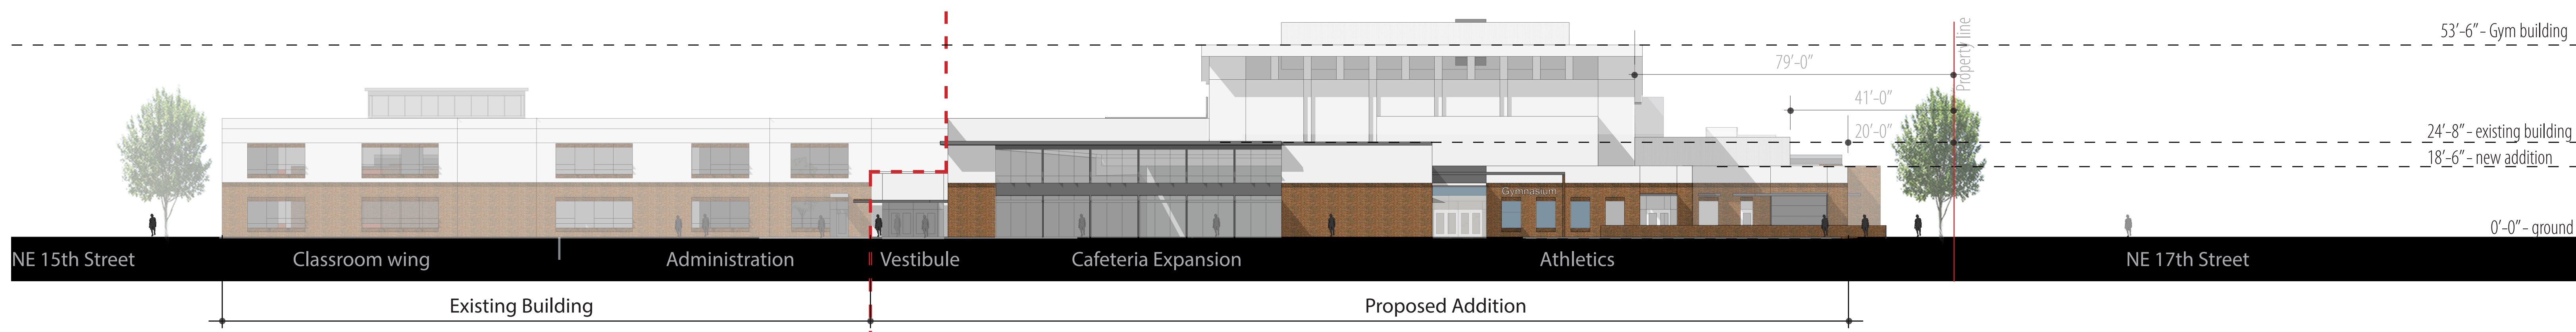 53'-6" - Gym building
Property line
79'-0"
41'-0"
20'-0"
24'-8" - existing building
18'-6" - new addition
Gymnasium
0'-0" - ground
NE 15th Street
Classroom wing
Administration
Vestibule
Cafeteria Expansion
Athletics
NE 17th Street
Existing Building
Proposed Addition